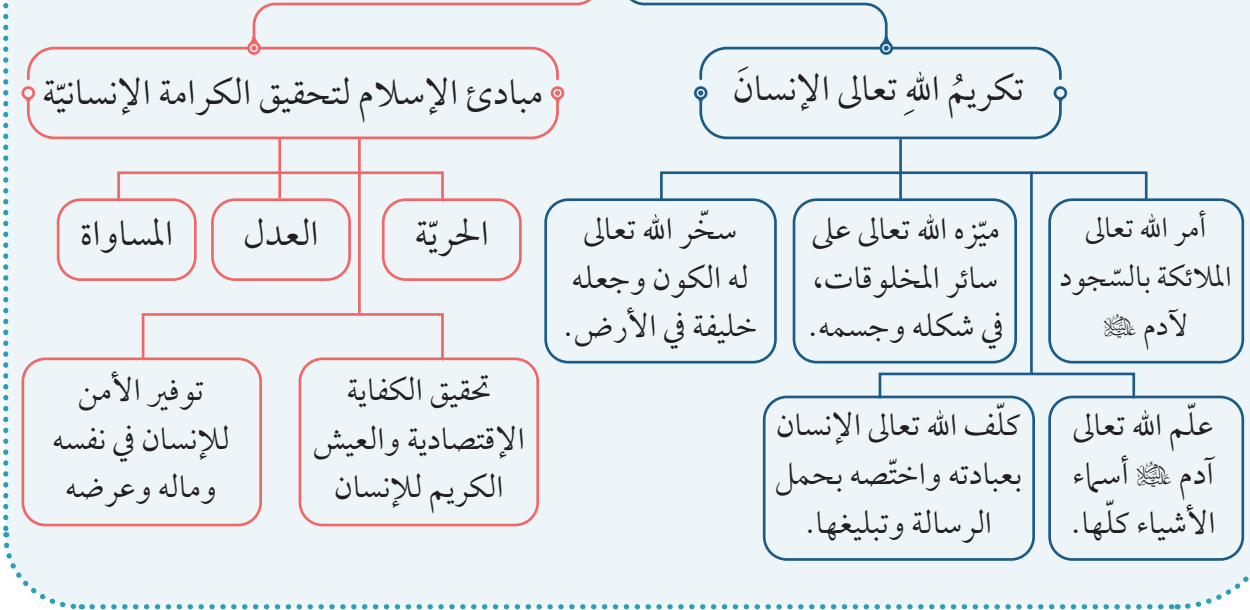 تكريمُ اللهِ تعالى الإنسانَ
مبادئ الإسلام لتحقيق الكرامة الإنسانيّة
أمر الله تعالى
الملائكة بالسّجود
لآدم عليه السلام
ميّزه الله تعالى على
سائر المخلوقات،
في شكله وجسمه.
سخّر الله تعالى
له الكون وجعله
خليفة في الأرض.
علّم الله تعالى
آدم عليه السلام أسماء
الأشياء كلّها.
كلّف الله تعالى الإنسان
بعبادته واختّصه بحمل
الرسالة وتبليغها.
الحريّة
العدل
المساواة
تحقيق الكفاية
الإقتصادية والعيش
الكريم للإنسان
توفير الأمن
للإنسان في نفسه
وماله وعرضه